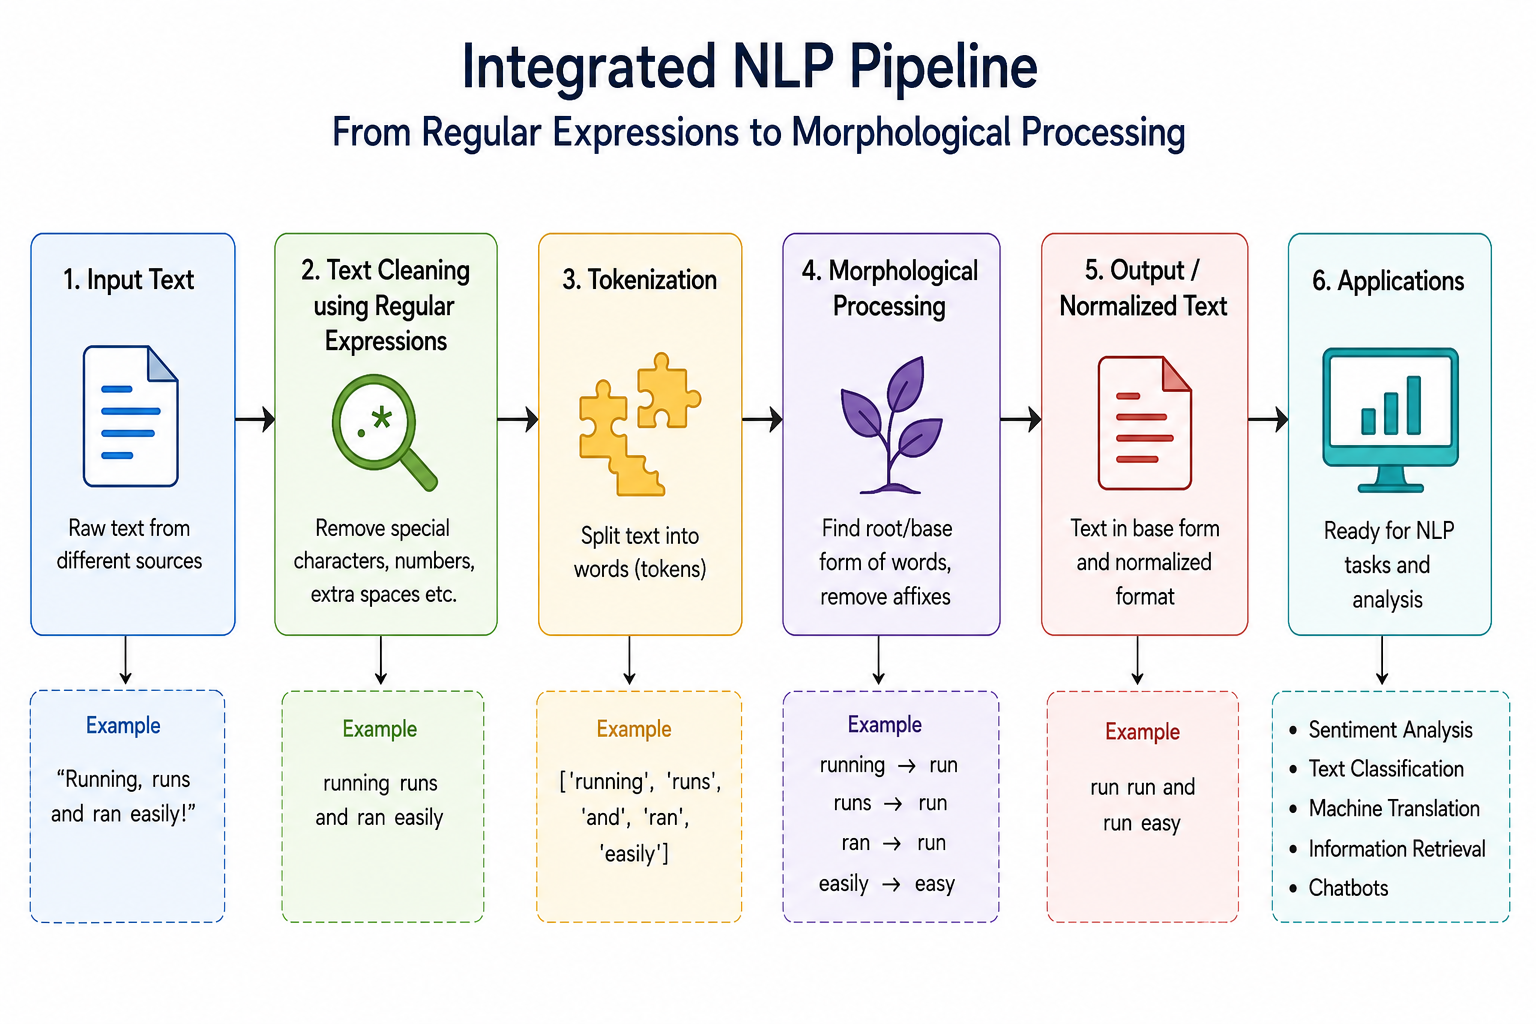 Integrated NLP Pipeline
From Regular Expressions to Morphological Processing
1. Input Text
Raw text from
different sources
2. Text Cleaning
using Regular
Expressions
.*
Remove special
characters, numbers,
extra spaces etc.
3. Tokenization
Split text into
words (tokens)
4. Morphological
Processing
Find root/base
form of words,
remove affixes
5. Output /
Normalized Text
Text in base form
and normalized
format
6. Applications
Ready for NLP
tasks and
analysis
Example
“Running, runs
and ran easily!”
Example
running runs
and ran easily
Example
['running', 'runs',
'and', 'ran',
'easily']
Example
running → run
runs → run
ran → run
easily → easy
Example
run run and
run easy
• Sentiment Analysis
• Text Classification
• Machine Translation
• Information Retrieval
• Chatbots